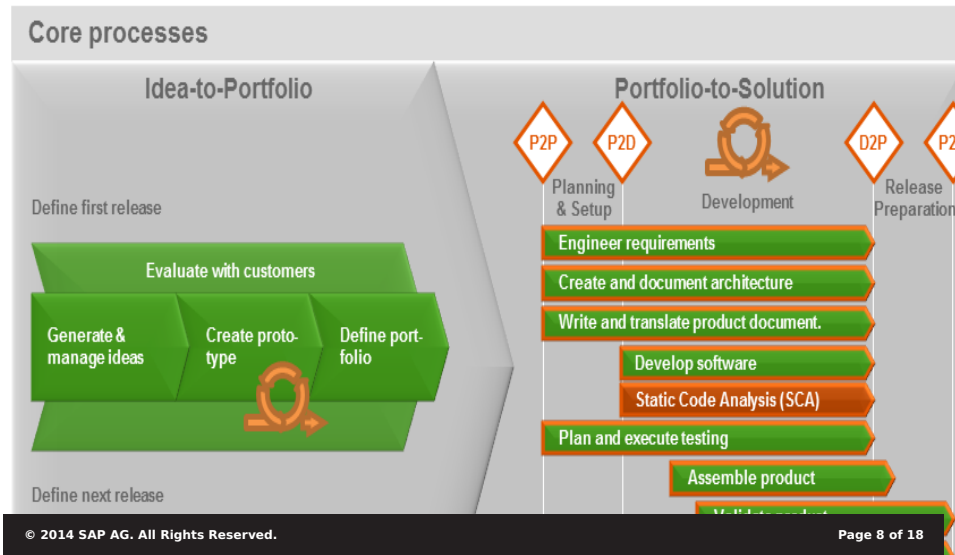 Core processes
Idea-to-Portfolio
Portfolio-to-Solution
P2P
P2D
D2P
P2
Planning
& Setup
Development
Release
Preparation
Define first release
Evaluate with customers
Generate &
manage ideas
Create proto-
type
Define port-
folio
Define next release
Engineer requirements
Create and document architecture
Write and translate product document.
Develop software
Static Code Analysis (SCA)
Plan and execute testing
Assemble product
Validate product
© 2014 SAP AG. All Rights Reserved.
Page 8 of 18